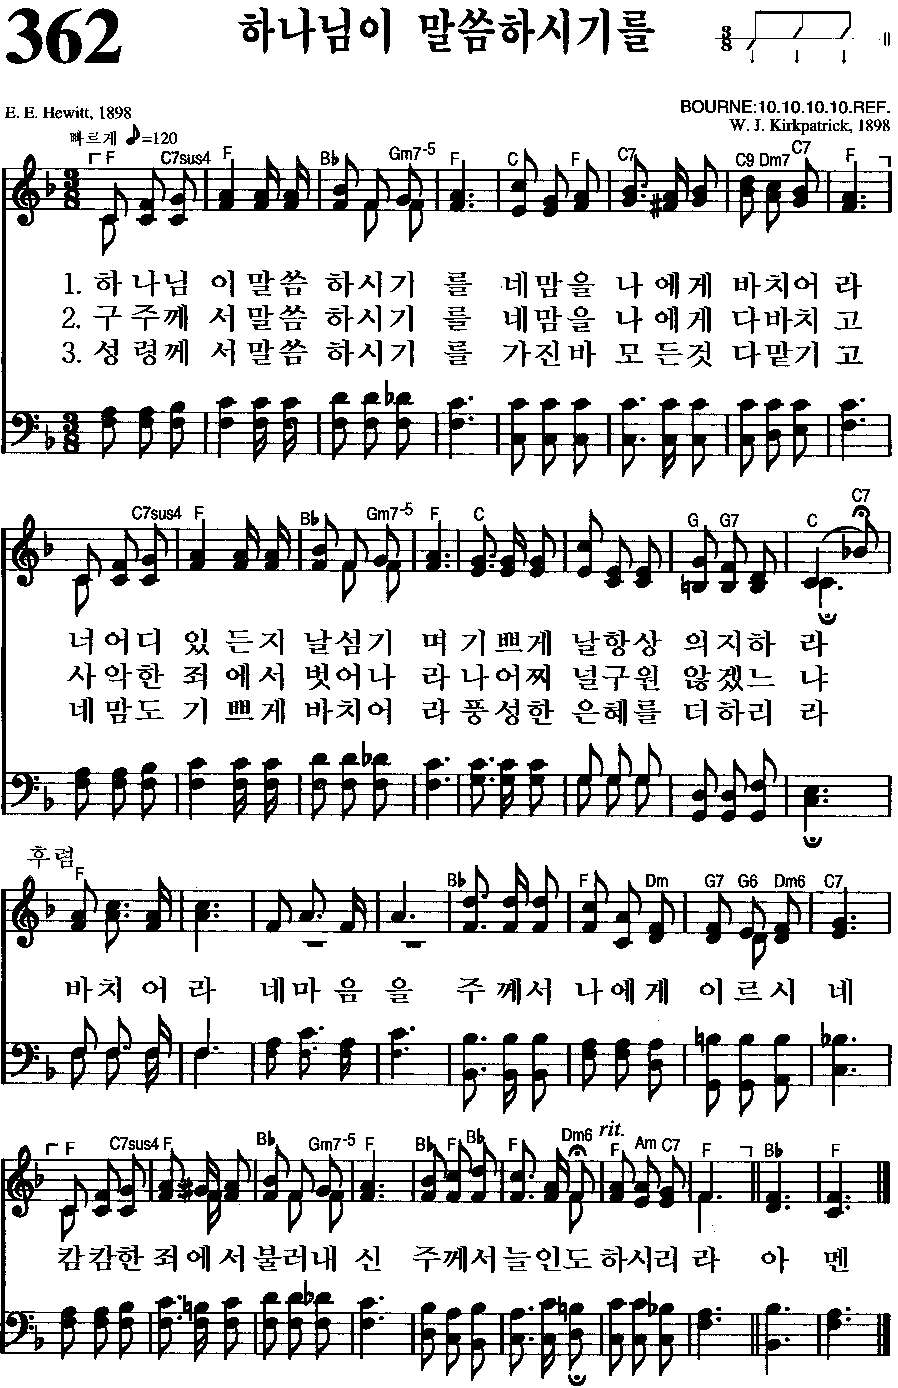 362
하나님이 말씀하시기를
3/8
E. E. Hewitt, 1898
BOURNE:10.10.10.10.REF.
W. J. Kirkpatrick, 1898
빠르게 ♪=120
F C7sus4 F B♭ Gm7-5 F C F C7 C9 Dm7 C7 F
1. 하 나님 이 말씀 하시기 를 네맘을 나 에게 바치어 라
2. 구 주께 서 말씀 하시기 를 네맘을 나 에게 다바치 고
3. 성 령께 서 말씀 하시기 를 가진바 모 든것 다맡기 고
C7sus4 F B♭ Gm7-5 F C G G7 C C7
너 어디 있 든지 날섬기 며 기쁘게 날항상 의지하 라
사 악한 죄 에서 벗어나 라 나어찌 널구원 않겠느 냐
네 맘도 기 쁘게 바치어 라 풍성한 은혜를 더하리 라
후렴
F B♭ F Dm G7 G6 Dm6 C7
바치 어 라 네마 음 을 주 께서 나에게 이르시 네
F C7sus4 F B♭ Gm7-5 F B♭ F B♭ F Dm6 rit. F Am C7 F B♭ F
캄 캄한 죄 에서 불러내 신 주께서 늘인도 하시리 라 아 멘